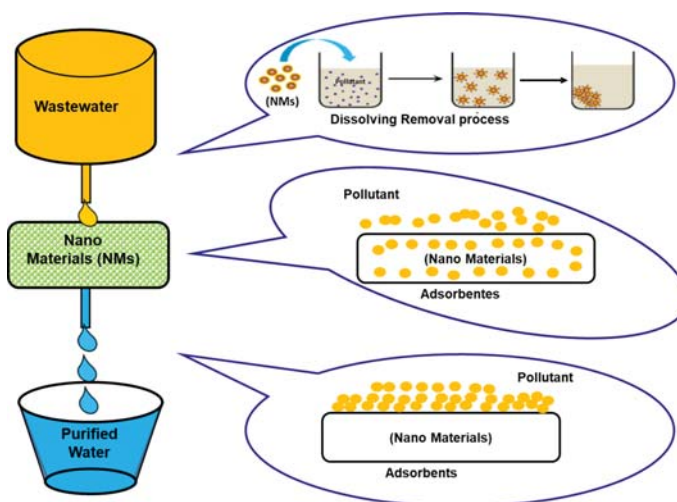 Wastewater
Nano
Materials (NMs)
Purified
Water
(NMs)
Pollutant
Dissolving Removal process
Pollutant
(Nano Materials)
Adsorbentes
Pollutant
(Nano Materials)
Adsorbents